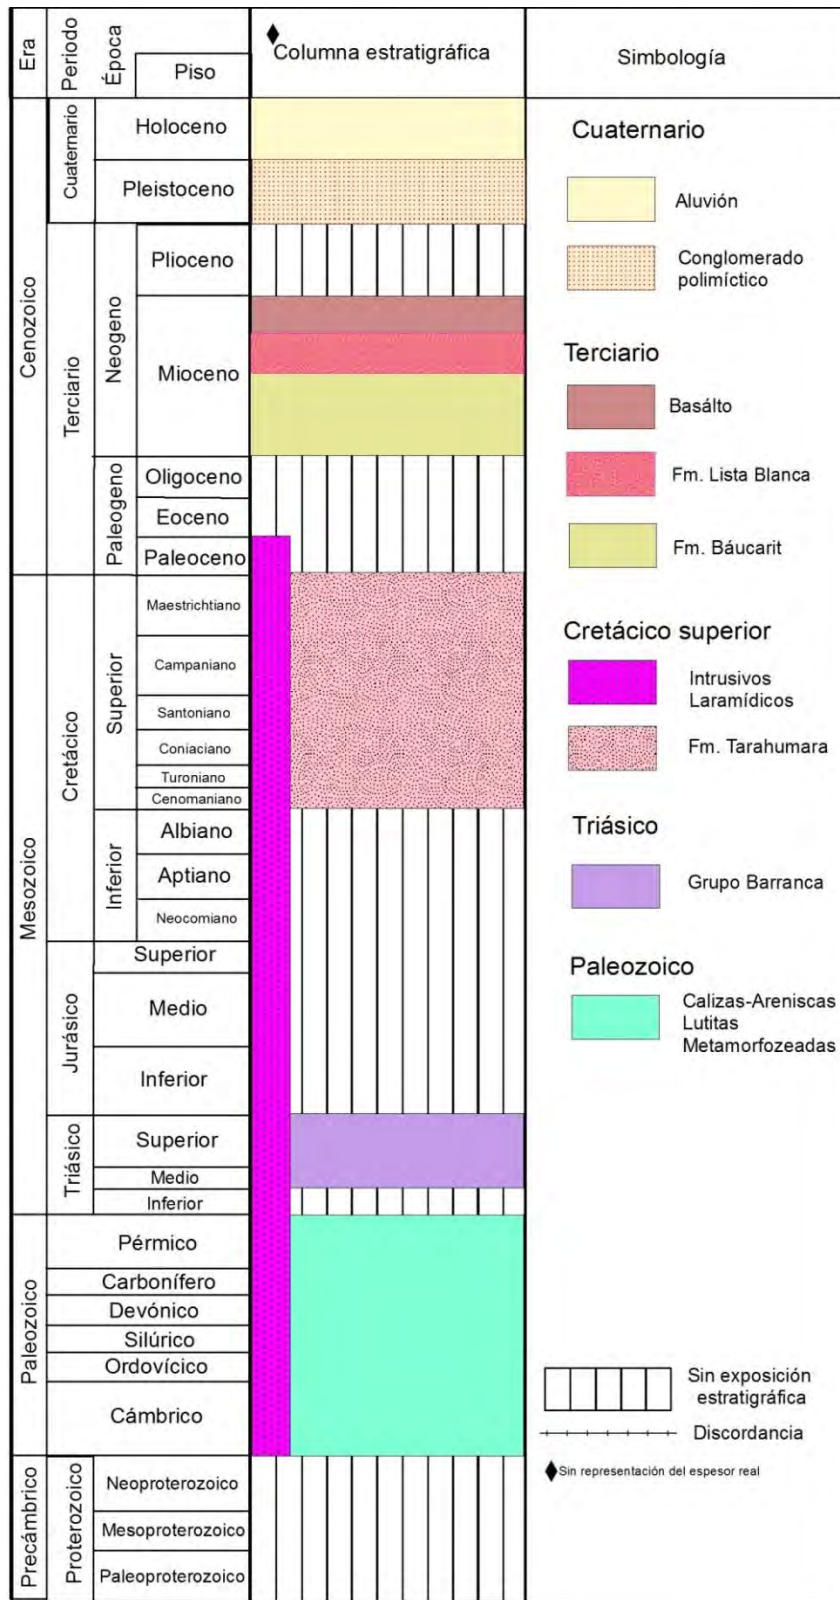 Era
Periodo
Época
Piso
Columna estratigráfica
Simbología
Cenozoico
Cuaternario
Holoceno
Pleistoceno
Terciario
Neogeno
Plioceno
Mioceno
Paleogeno
Oligoceno
Eoceno
Paleoceno
Mesozoico
Cretácico
Superior
Maestrichtiano
Campaniano
Santoniano
Coniaciano
Turoniano
Cenomaniano
Inferior
Albiano
Aptiano
Neocomiano
Jurásico
Superior
Medio
Inferior
Triásico
Superior
Medio
Inferior
Paleozoico
Pérmico
Carbonífero
Devónico
Silúrico
Ordovícico
Cámbrico
Precámbrico
Proterozoico
Neoproterozoico
Mesoproterozoico
Paleoproterozoico
Cuaternario
Aluvión
Conglomerado
polimíctico
Terciario
Basálto
Fm. Lista Blanca
Fm. Báucarit
Cretácico superior
Intrusivos
Laramídicos
Fm. Tarahumara
Triásico
Grupo Barranca
Paleozoico
Calizas-Areniscas
Lutitas
Metamorfozeadas
Sin exposición
estratigráfica
Discordancia
Sin representación del espesor real